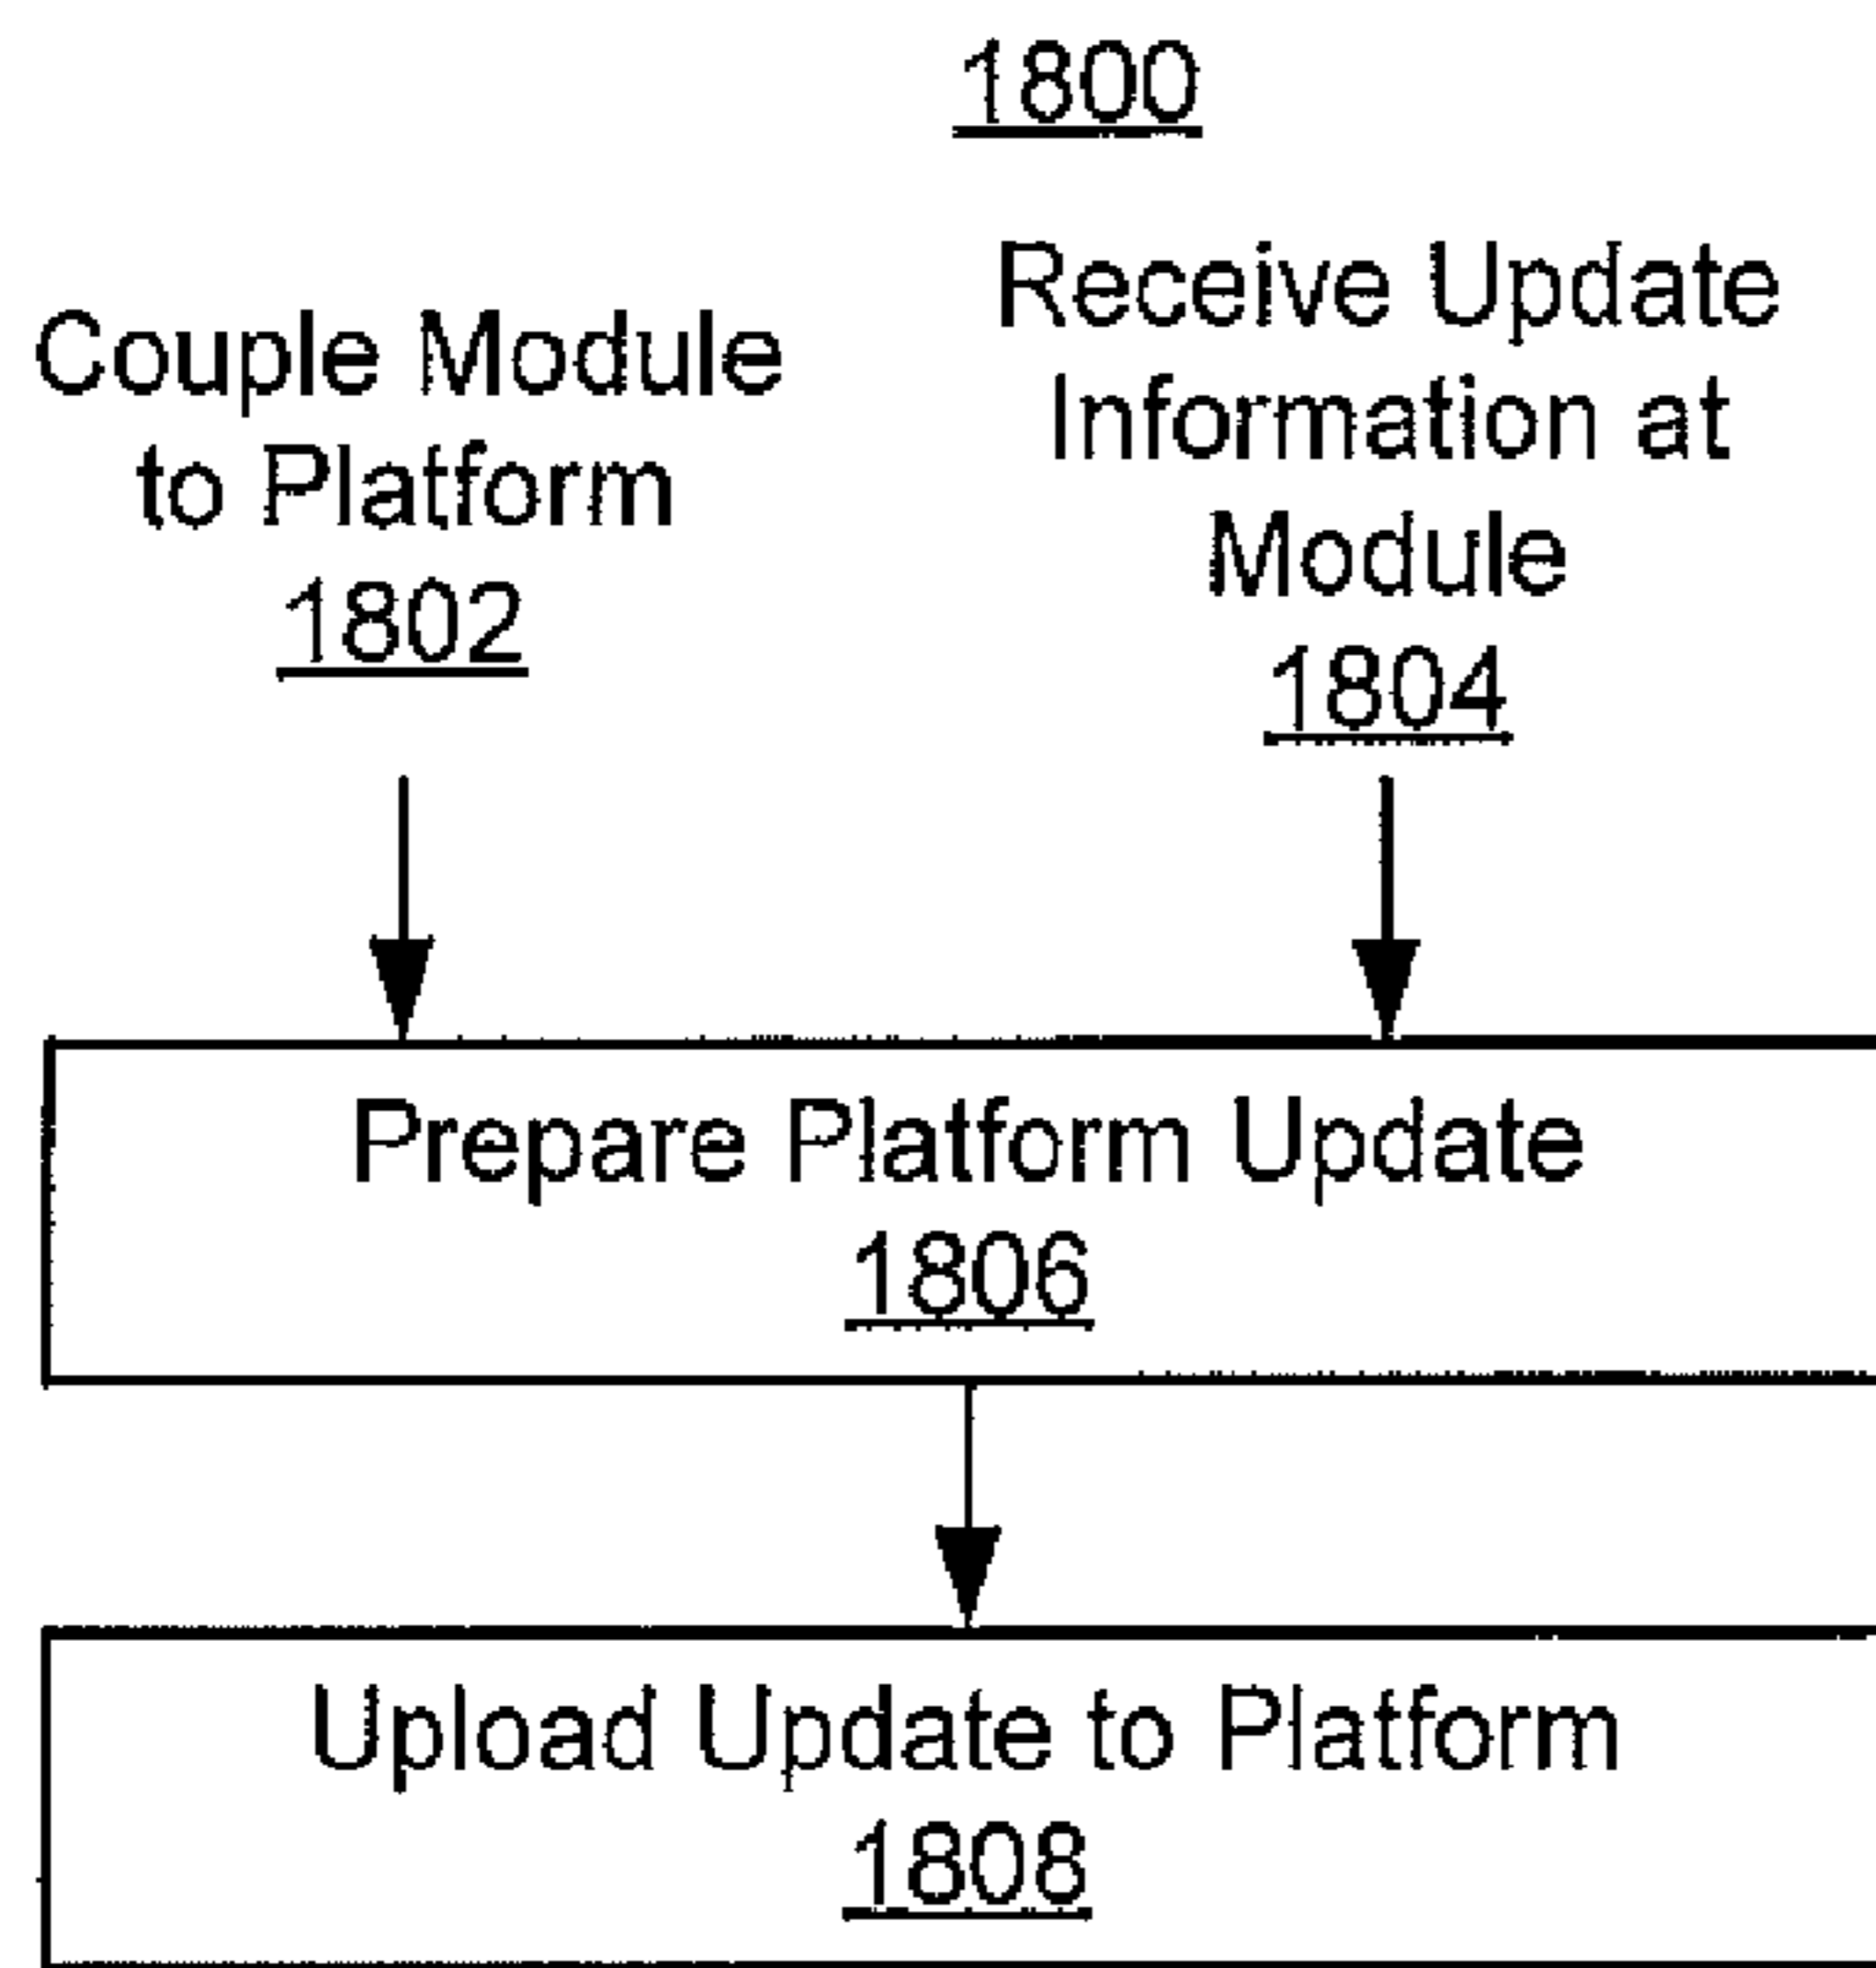 1800
Couple Module
to Platform
1802
Receive Update
Information at
Module
1804
Prepare Platform Update
1806
Upload Update to Platform
1808